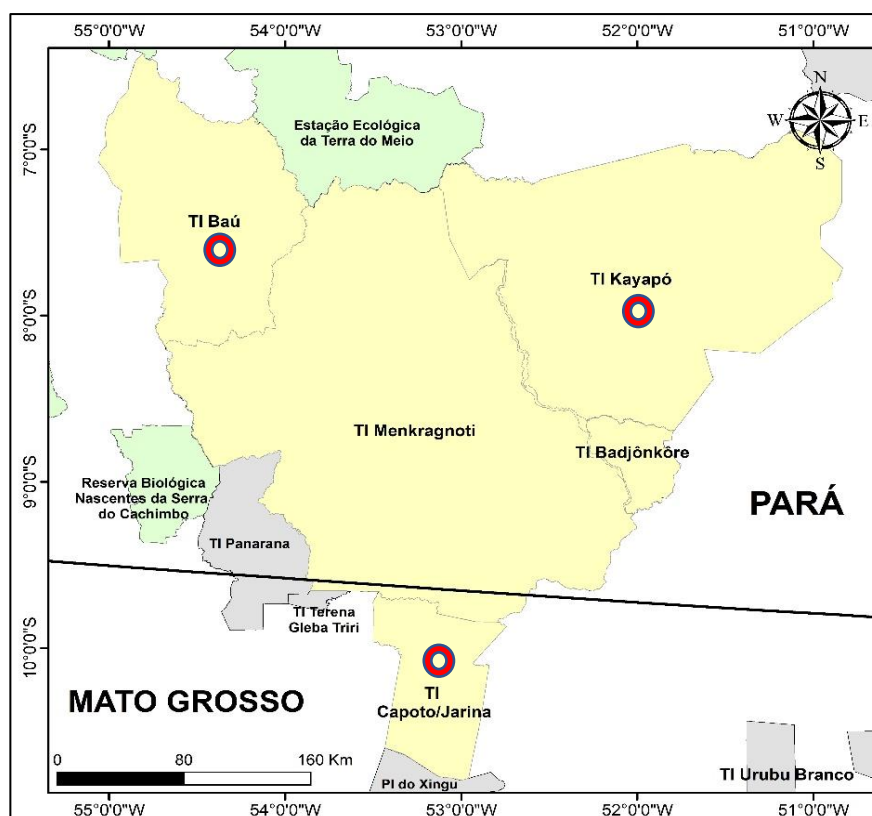 55°0'0"W 54°0'0"W 53°0'0"W 52°0'0"W 51°0'0"W
N
W E
S
7°0'0"S
8°0'0"S
9°0'0"S
10°0'0"S
Estação Ecológica
da Terra do Meio
TI Baú
TI Kayapó
TI Menkragnoti
TI Badjônkôre
Reserva Biológica
Nascentes da Serra
do Cachimbo
PARÁ
TI Panarana
TI Terena
Gleba Triri
MATO GROSSO
TI
Capoto/Jarina
0 80 160 Km
PI do Xingu
TI Urubu Branco
55°0'0"W 54°0'0"W 53°0'0"W 52°0'0"W 51°0'0"W